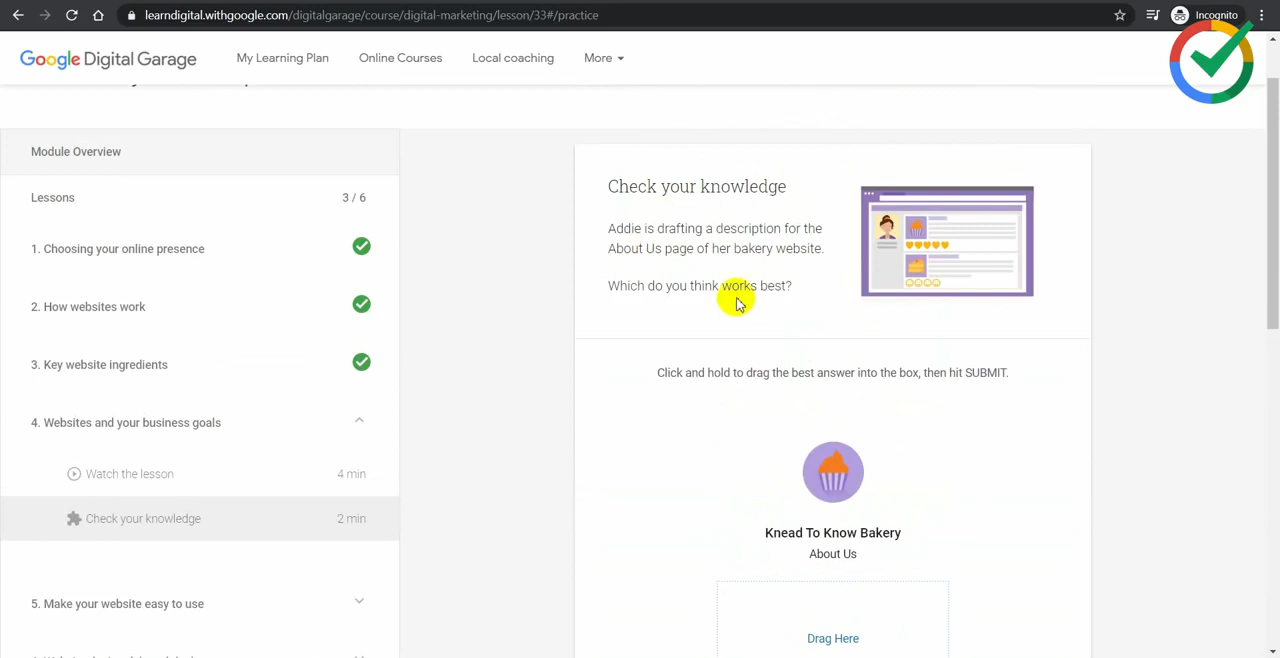 learndigital.withgoogle.com/digitalgarage/course/digital-marketing/lesson/33#/practice
Incognito
Google Digital Garage
My Learning Plan
Online Courses
Local coaching
More
Module Overview
Lessons
3 / 6
1. Choosing your online presence
2. How websites work
3. Key website ingredients
4. Websites and your business goals
Watch the lesson
4 min
Check your knowledge
2 min
5. Make your website easy to use
Check your knowledge
Addie is drafting a description for the
About Us page of her bakery website.
Which do you think works best?
Click and hold to drag the best answer into the box, then hit SUBMIT.
Knead To Know Bakery
About Us
Drag Here